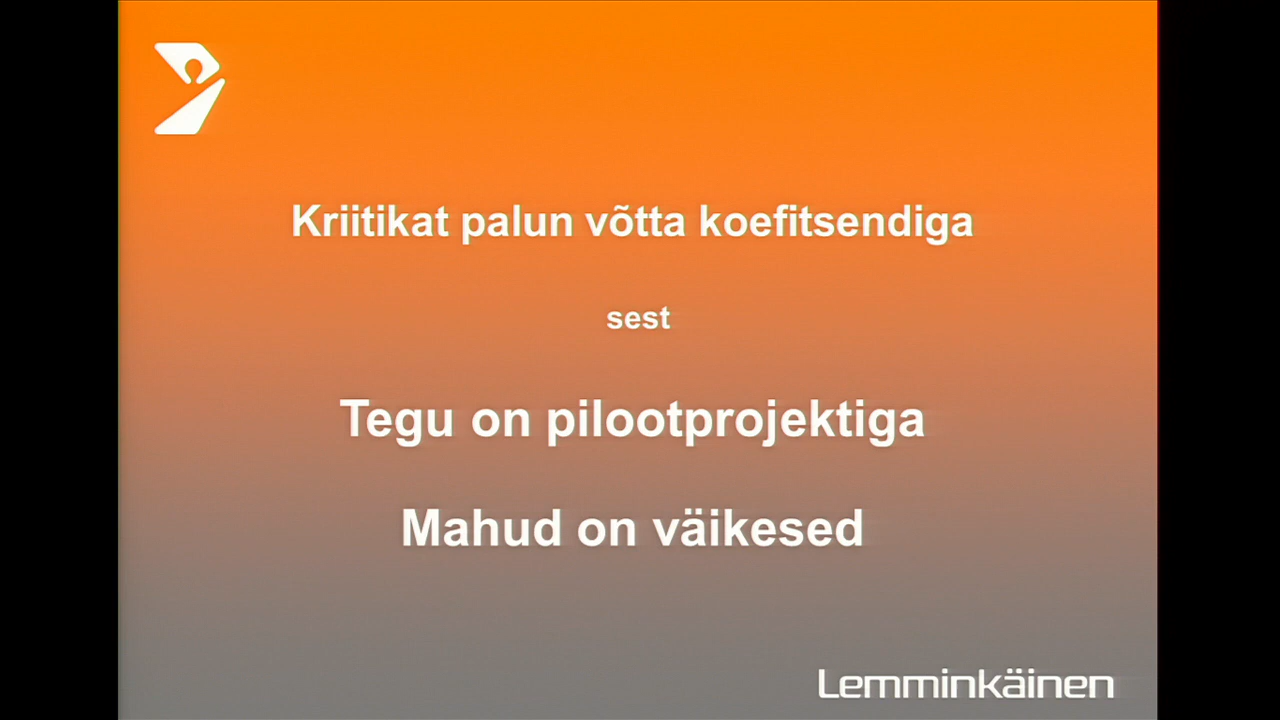 Kriitikat palun võtta koefitsendiga
sest
Tegu on pilootprojektiga
Mahud on väikesed
Lemminkäinen